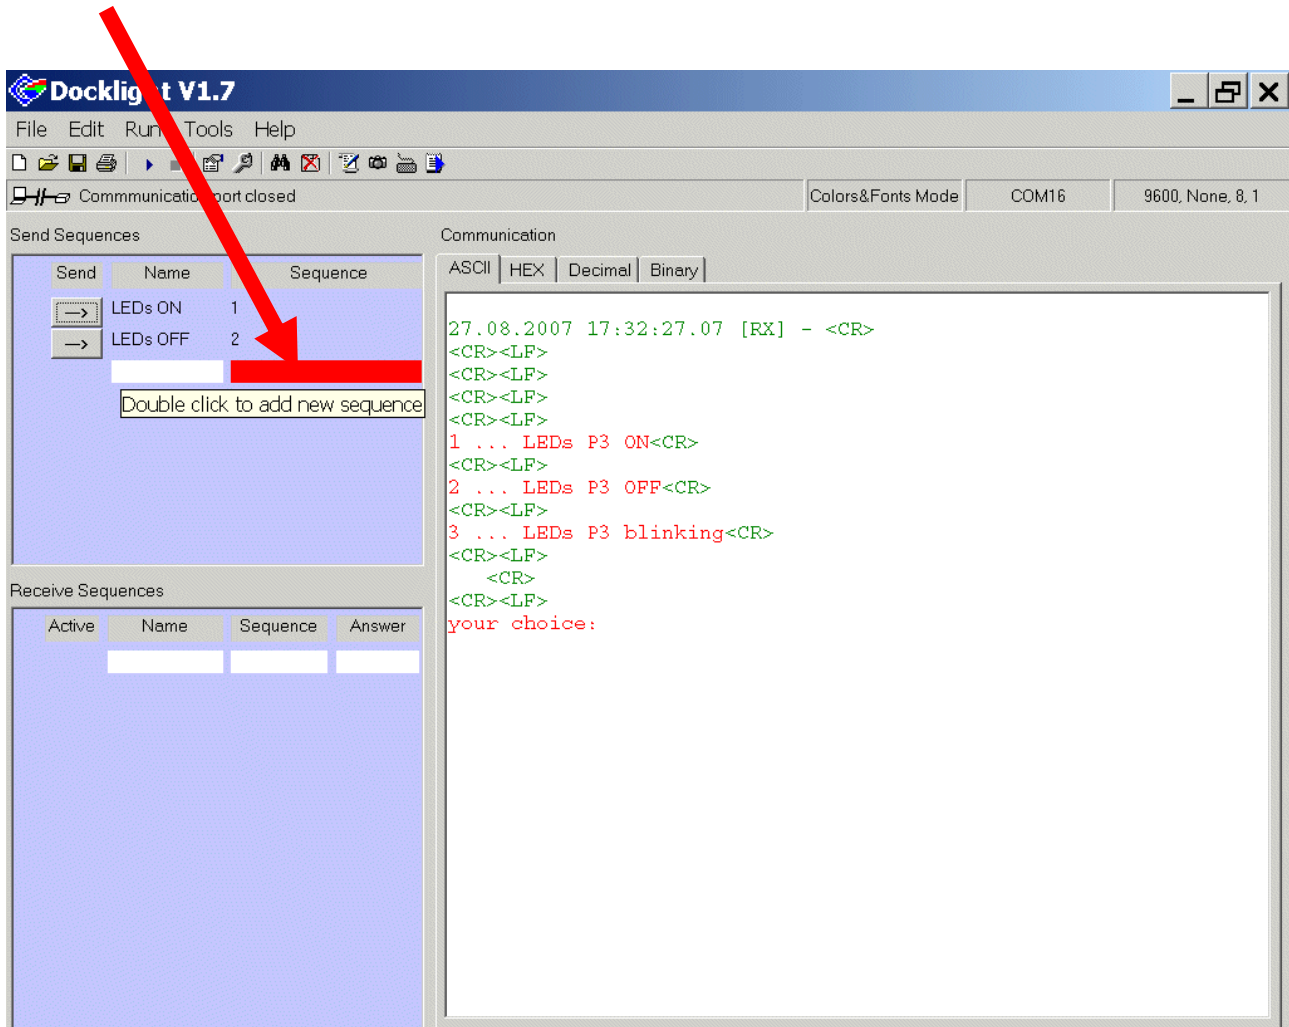 Docklight V1.7
File Edit Run Tools Help
Commmunication port closed
Colors&Fonts Mode
COM16
9600, None, 8, 1
Send Sequences
Send Name Sequence
---> LEDs ON 1
---> LEDs OFF 2
Double click to add new sequence
Receive Sequences
Active Name Sequence Answer
Communication
ASCII HEX Decimal Binary
27.08.2007 17:32:27.07 [RX] - <CR>
<CR><LF>
<CR><LF>
<CR><LF>
<CR><LF>
1 ... LEDs P3 ON<CR>
<CR><LF>
2 ... LEDs P3 OFF<CR>
<CR><LF>
3 ... LEDs P3 blinking<CR>
<CR><LF>
<CR>
<CR><LF>
your choice: